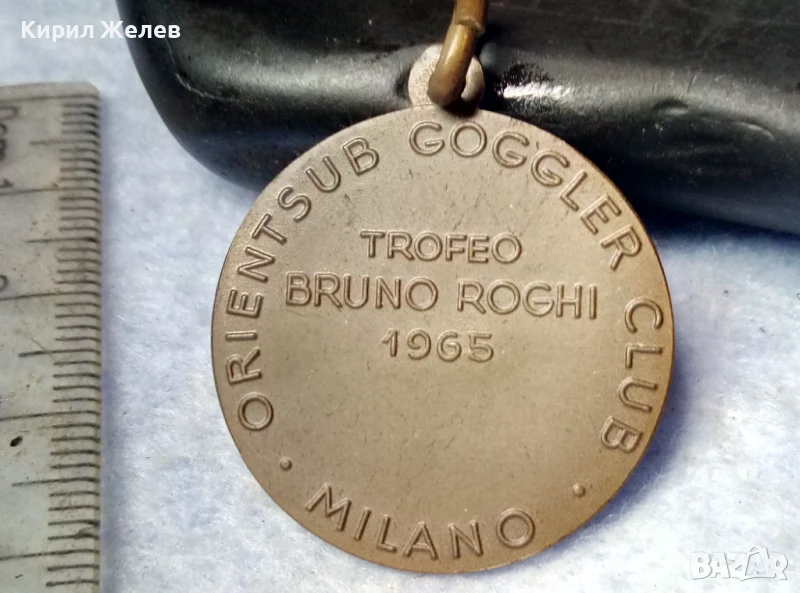 Кирил Желев
ORIENTSUB GOGGLER CLUB
TROFEO
BRUNO ROGHI
1965
· MILANO ·
BAZAR